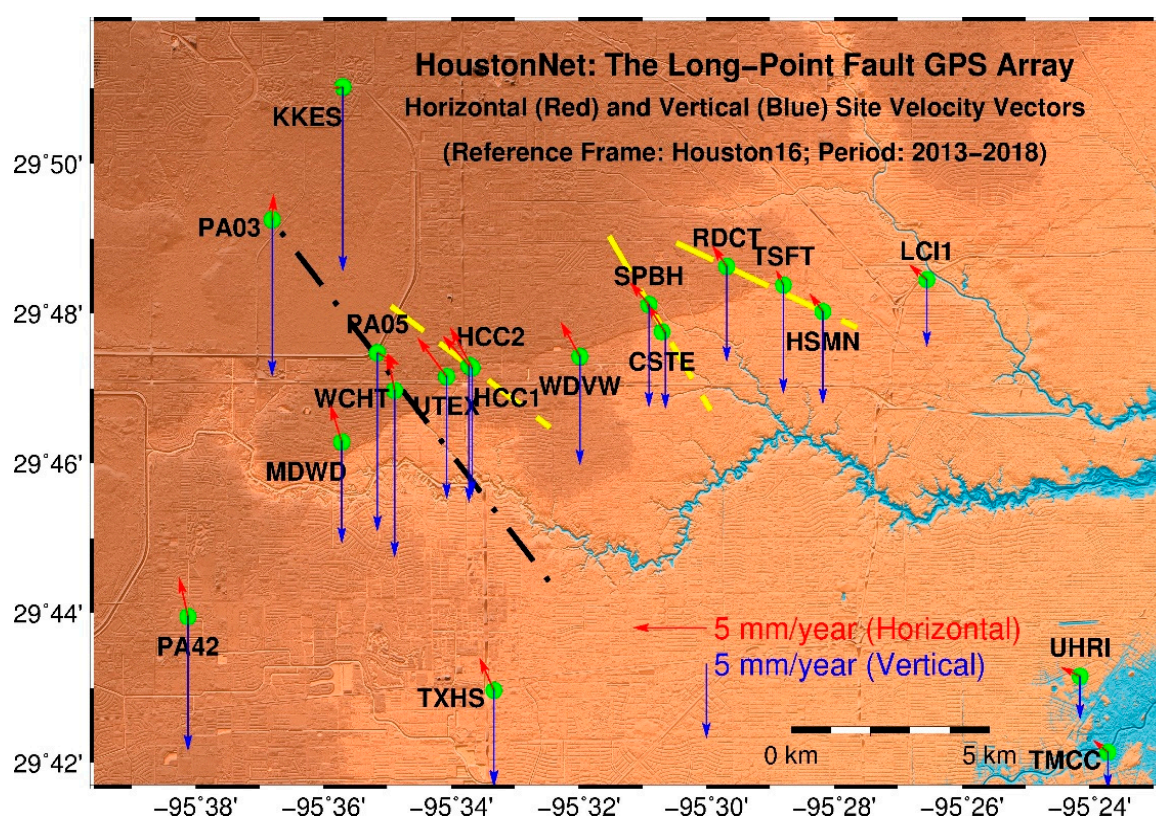 HoustonNet: The Long–Point Fault GPS Array
Horizontal (Red) and Vertical (Blue) Site Velocity Vectors
(Reference Frame: Houston16; Period: 2013–2018)
KKES
29˚50'
PA03
RDCT
TSFT
LCI1
SPBH
29˚48'
PA05
HCC2
HSMN
CSTE
WDVW
WCHT
UTEX
HCC1
MDWD
29˚46'
29˚44'
5 mm/year (Horizontal)
PA42
UHRI
5 mm/year (Vertical)
TXHS
0 km
5 km
TMCC
29˚42'
–95˚38'
–95˚36'
–95˚34'
–95˚32'
–95˚30'
–95˚28'
–95˚26'
–95˚24'